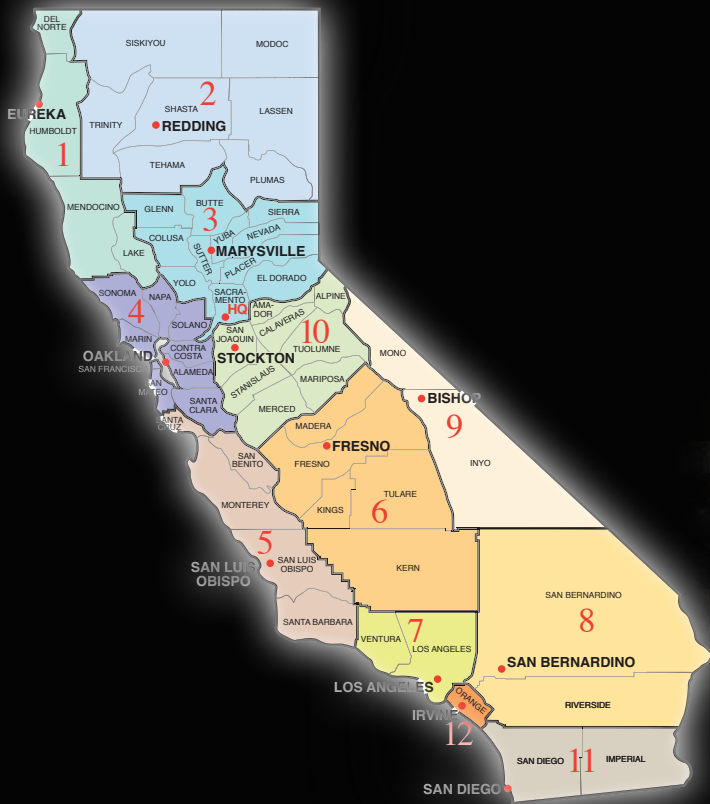 DEL
NORTE
SISKIYOU
MODOC
EUREKA
HUMBOLDT
1
TRINITY
2
SHASTA
REDDING
LASSEN
TEHAMA
PLUMAS
MENDOCINO
LAKE
GLENN
BUTTE
3
SIERRA
COLUSA
YUBA
NEVADA
SUTTER
MARYSVILLE
PLACER
YOLO
EL DORADO
SACRA-
MENTO
HQ
SONOMA
NAPA
4
SOLANO
MARIN
OAKLAND
SAN FRANCISCO
CONTRA
COSTA
ALAMEDA
SAN
MATEO
SANTA
CLARA
SANTA
CRUZ
AMA-
DOR
ALPINE
CALAVERAS
10
SAN
JOAQUIN
STOCKTON
TUOLUMNE
STANISLAUS
MARIPOSA
MERCED
MONO
BISHOP
9
INYO
MADERA
FRESNO
FRESNO
TULARE
KINGS
6
KERN
SAN
BENITO
MONTEREY
5
SAN LUIS
OBISPO
SAN LUIS
OBISPO
SANTA BARBARA
VENTURA
7
LOS ANGELES
LOS ANGELES
SAN BERNARDINO
8
SAN BERNARDINO
RIVERSIDE
ORANGE
IRVINE
12
SAN DIEGO
11
IMPERIAL
SAN DIEGO